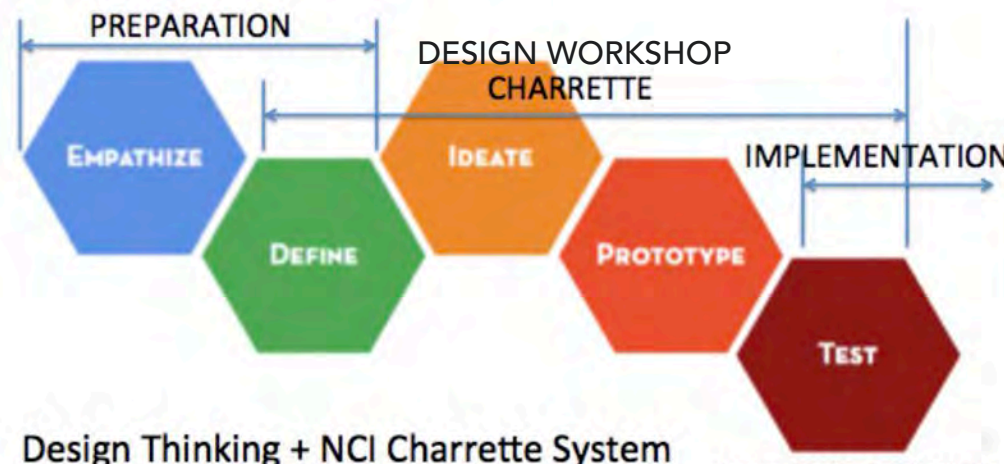 PREPARATION
DESIGN WORKSHOP
CHARRETTE
EMPATHIZE
IDEATE
IMPLEMENTATION
DEFINE
PROTOTYPE
TEST
Design Thinking + NCI Charrette System